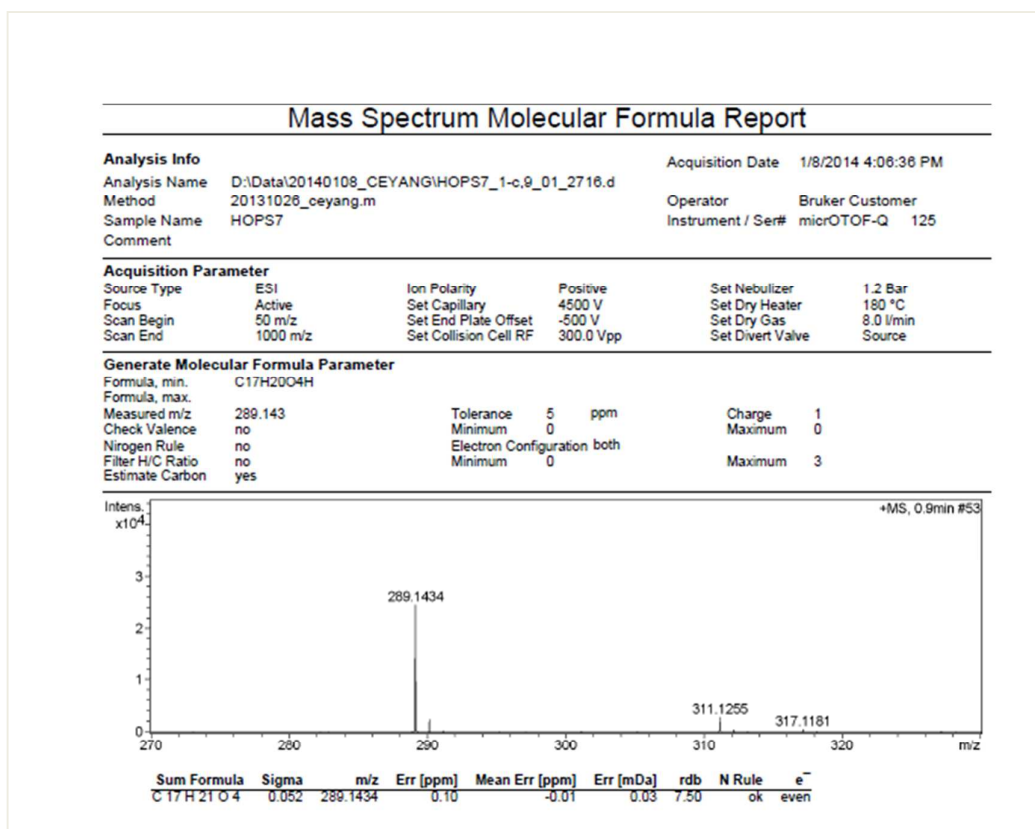 Mass Spectrum Molecular Formula Report
Analysis Info
Acquisition Date 1/8/2014 4:06:36 PM
Analysis Name D:\Data\20140108_CEYANG\HOPS7_1-c,9_01_2716.d
Method 20131026_ceyang.m
Operator Bruker Customer
Sample Name HOPS7
Instrument / Ser# micrOTOF-Q 125
Comment
Acquisition Parameter
Source Type ESI Ion Polarity Positive Set Nebulizer 1.2 Bar
Focus Active Set Capillary 4500 V Set Dry Heater 180 °C
Scan Begin 50 m/z Set End Plate Offset -500 V Set Dry Gas 8.0 l/min
Scan End 1000 m/z Set Collision Cell RF 300.0 Vpp Set Divert Valve Source
Generate Molecular Formula Parameter
Formula, min. C17H20O4H
Formula, max.
Measured m/z 289.143 Tolerance 5 ppm Charge 1
Check Valence no Minimum 0 Maximum 0
Nirogen Rule no Electron Configuration both
Filter H/C Ratio no Minimum 0 Maximum 3
Estimate Carbon yes
Intens.
x10⁴
+MS, 0.9min #53
3
289.1434
2
1
311.1255
317.1181
0
270 280 290 300 310 320 m/z
Sum Formula Sigma m/z Err [ppm] Mean Err [ppm] Err [mDa] rdb N Rule e⁻
C 17 H 21 O 4 0.052 289.1434 0.10 -0.01 0.03 7.50 ok even